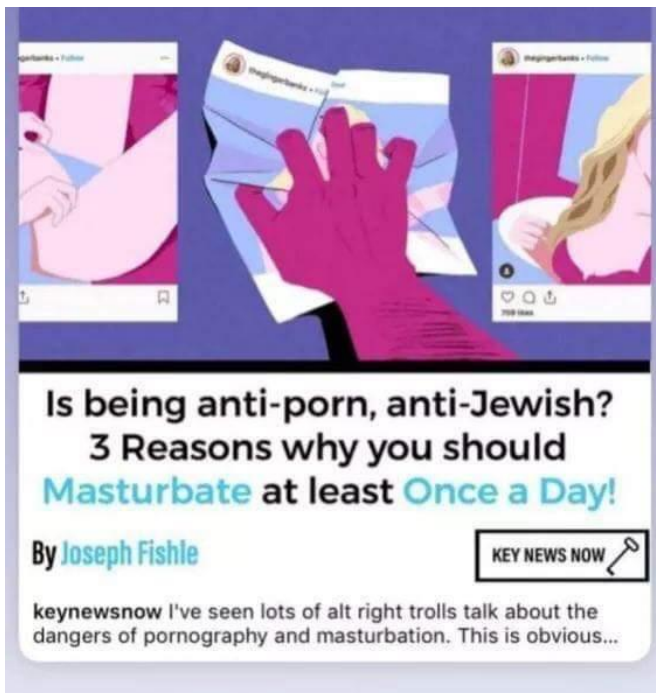 thegingerbanks • Follow
Is being anti-porn, anti-Jewish?
3 Reasons why you should
Masturbate at least Once a Day!
By Joseph Fishle
KEY NEWS NOW
keynewsnow I've seen lots of alt right trolls talk about the
dangers of pornography and masturbation. This is obvious...